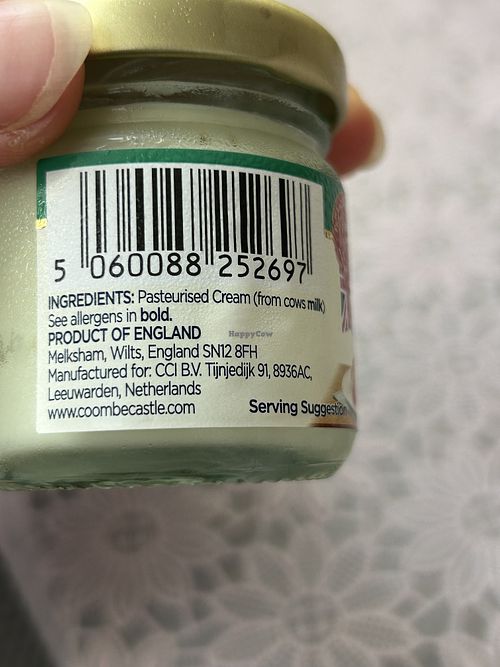 5 060088 252697
INGREDIENTS: Pasteurised Cream (from cows milk)
See allergens in bold.
PRODUCT OF ENGLAND
HappyCow
Melksham, Wilts, England SN12 8FH
Manufactured for: CCI B.V. Tijnjedijk 91, 8936AC,
Leeuwarden, Netherlands
www.coombecastle.com
Serving Suggestion